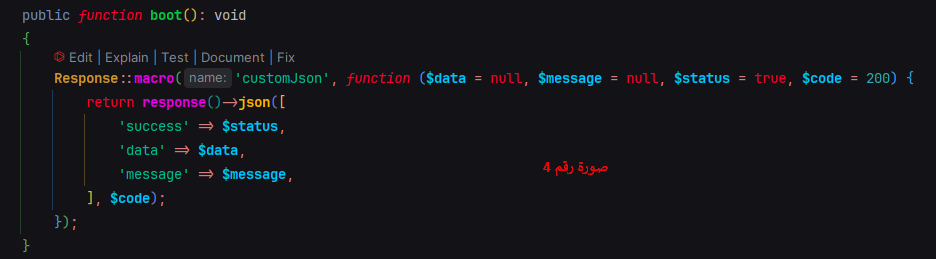 public function boot(): void
{
Edit | Explain | Test | Document | Fix
Response::macro( name: 'customJson', function ($data = null, $message = null, $status = true, $code = 200) {
return response()->json([
'success' => $status,
'data' => $data,
'message' => $message,
], $code);
});
}
صورة رقم 4